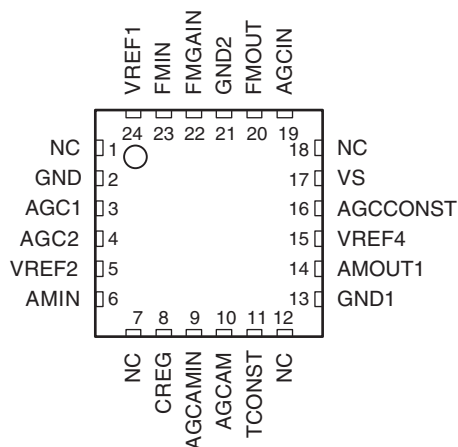 VREF1
FMIN
FMGAIN
GND2
FMOUT
AGCIN
24 23 22 21 20 19
NC 1 18 NC
GND 2 17 VS
AGC1 3 16 AGCCONST
AGC2 4 15 VREF4
VREF2 5 14 AMOUT1
AMIN 6 13 GND1
7 8 9 10 11 12
NC
CREG
AGCAMIN
AGCAM
TCONST
NC